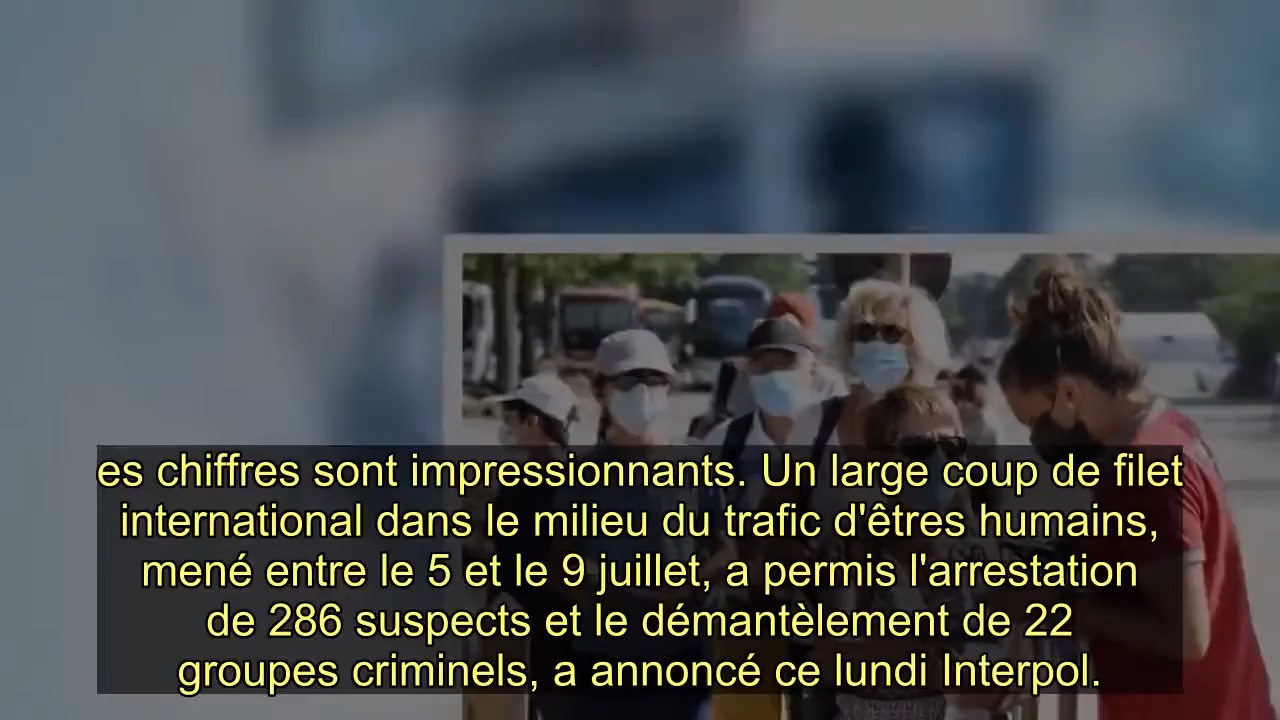 es chiffres sont impressionnants. Un large coup de filet
international dans le milieu du trafic d'êtres humains,
mené entre le 5 et le 9 juillet, a permis l'arrestation
de 286 suspects et le démantèlement de 22
groupes criminels, a annoncé ce lundi Interpol.